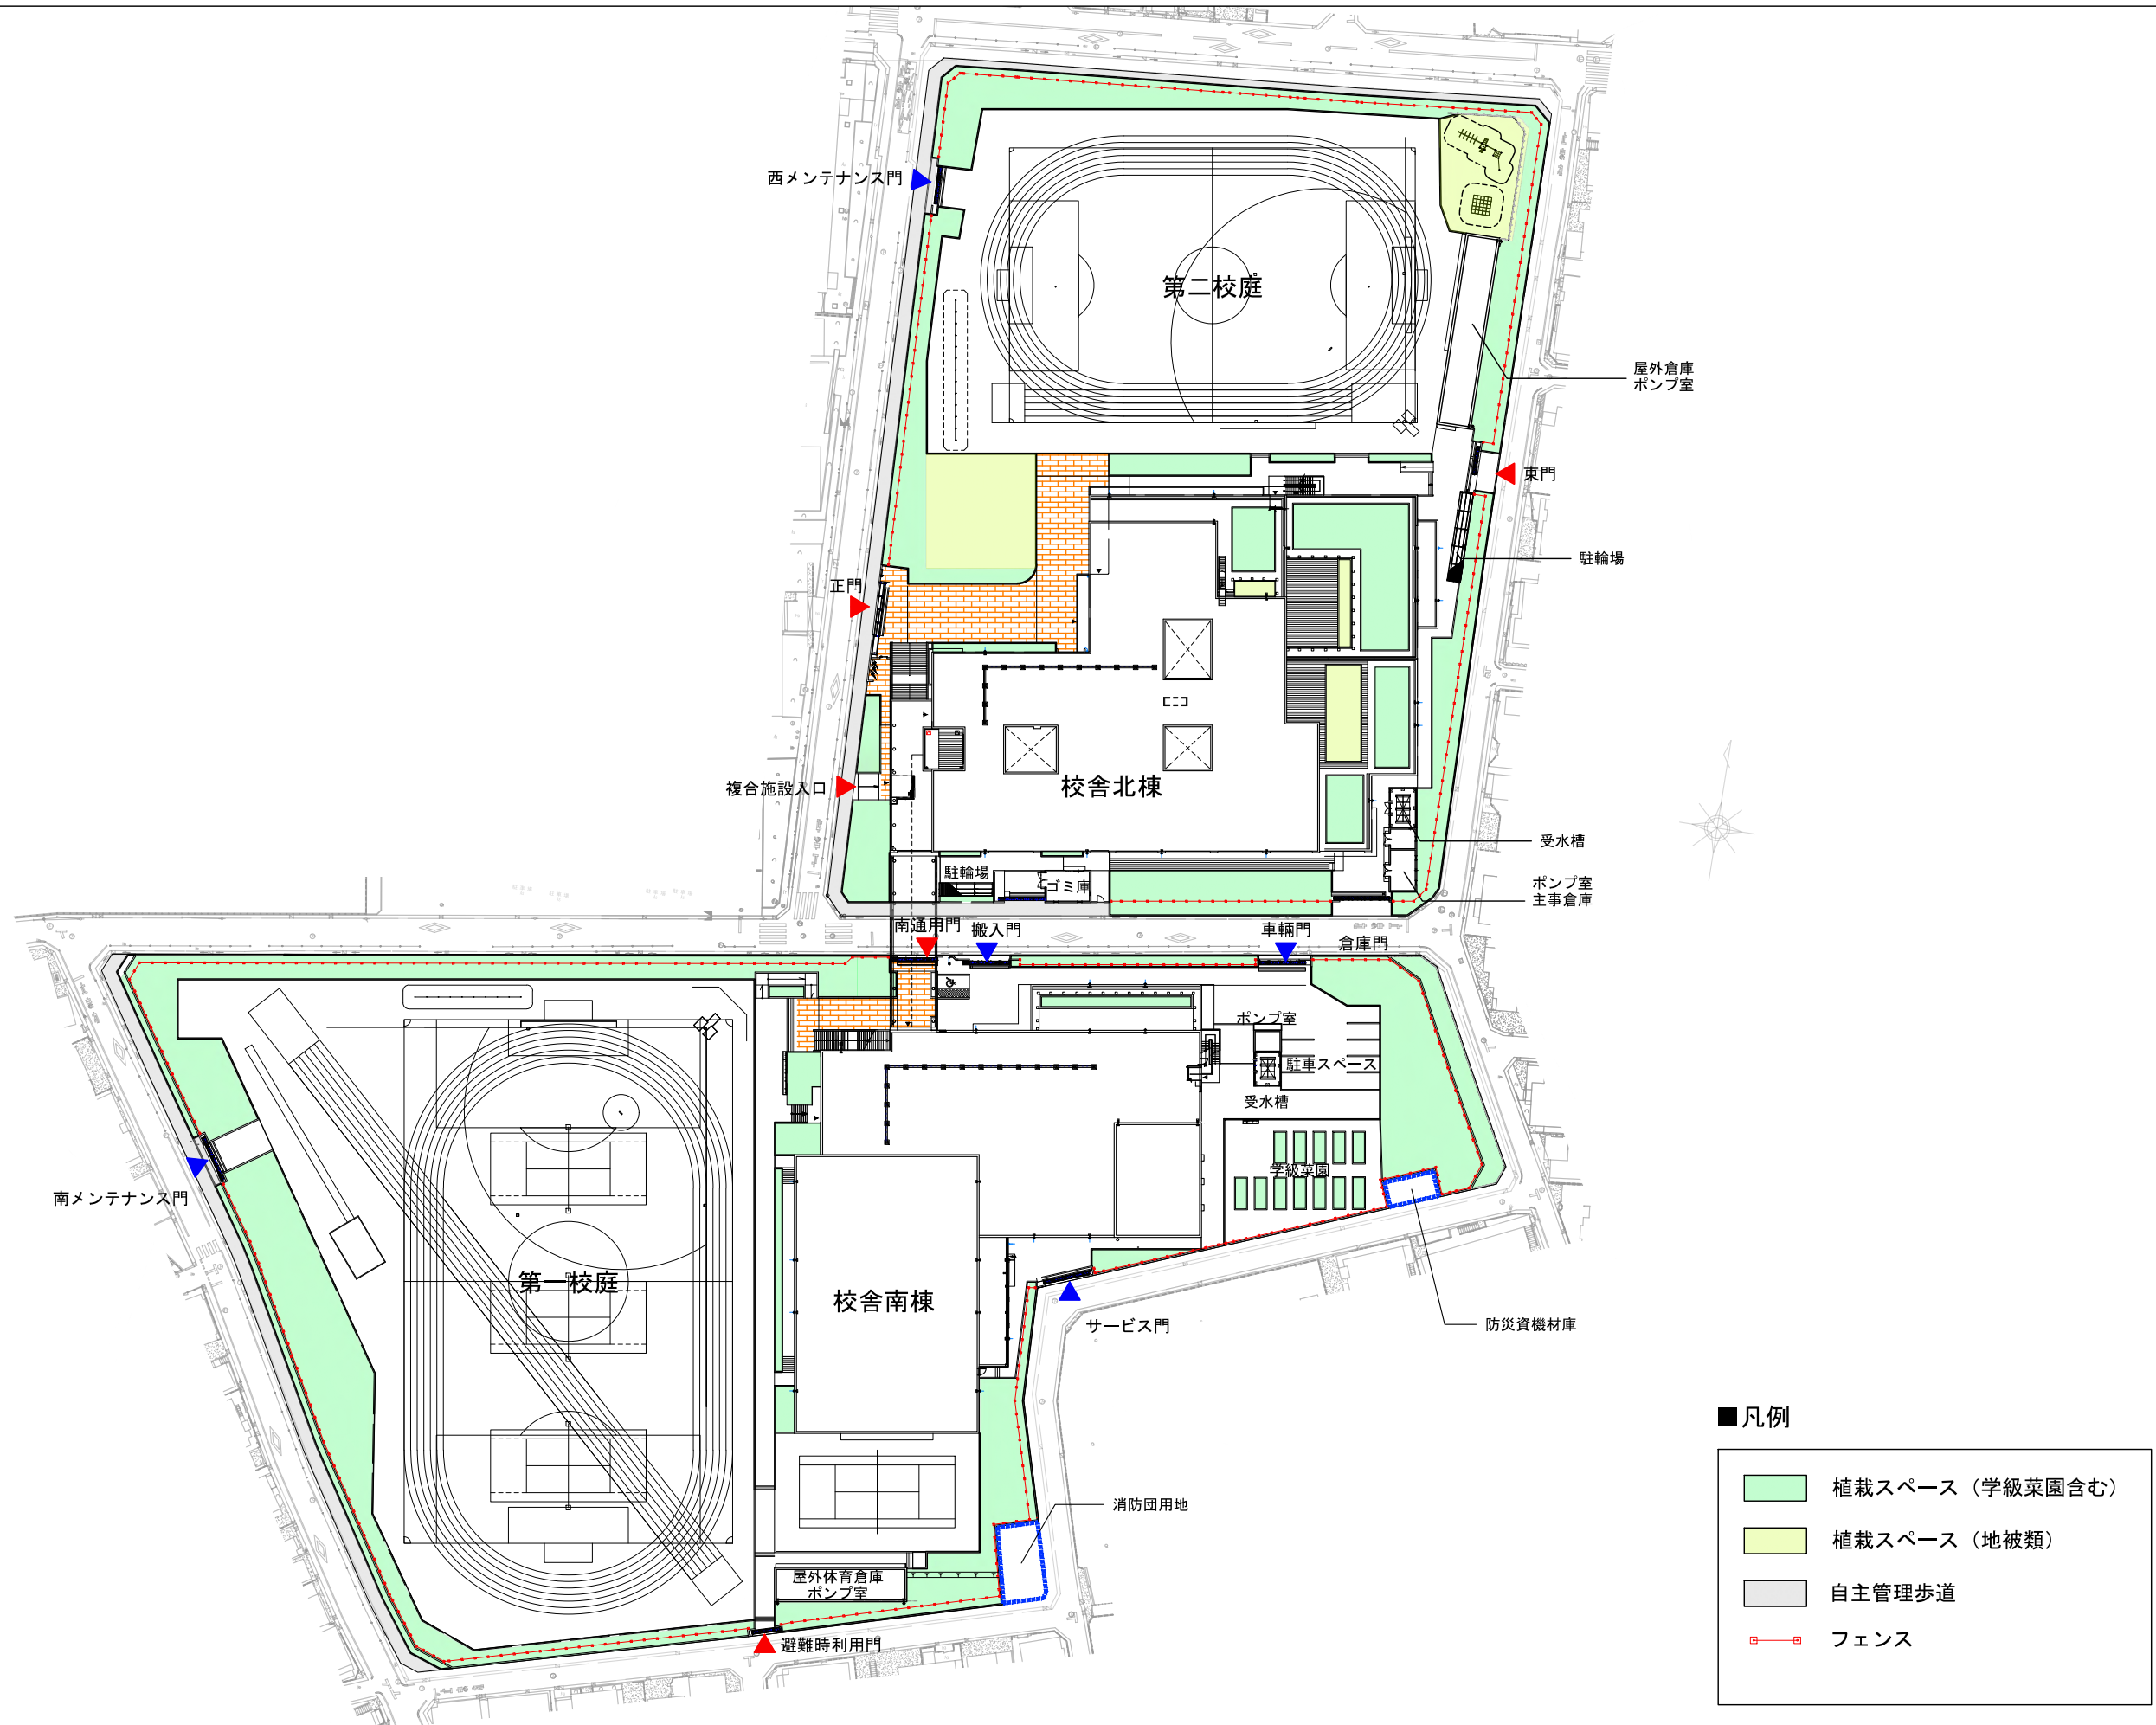 西メンテナンス門
第二校庭
屋外倉庫
ポンプ室
東門
駐輪場
正門
複合施設入口
校舎北棟
受水槽
ポンプ室
主事倉庫
駐輪場
ゴミ庫
南通用門
搬入門
車輌門
倉庫門
ポンプ室
駐車スペース
受水槽
学級菜園
南メンテナンス門
第一校庭
校舎南棟
サービス門
防災資機材庫
消防団用地
屋外体育倉庫
ポンプ室
避難時利用門
■凡例
植栽スペース（学級菜園含む）
植栽スペース（地被類）
自主管理歩道
フェンス